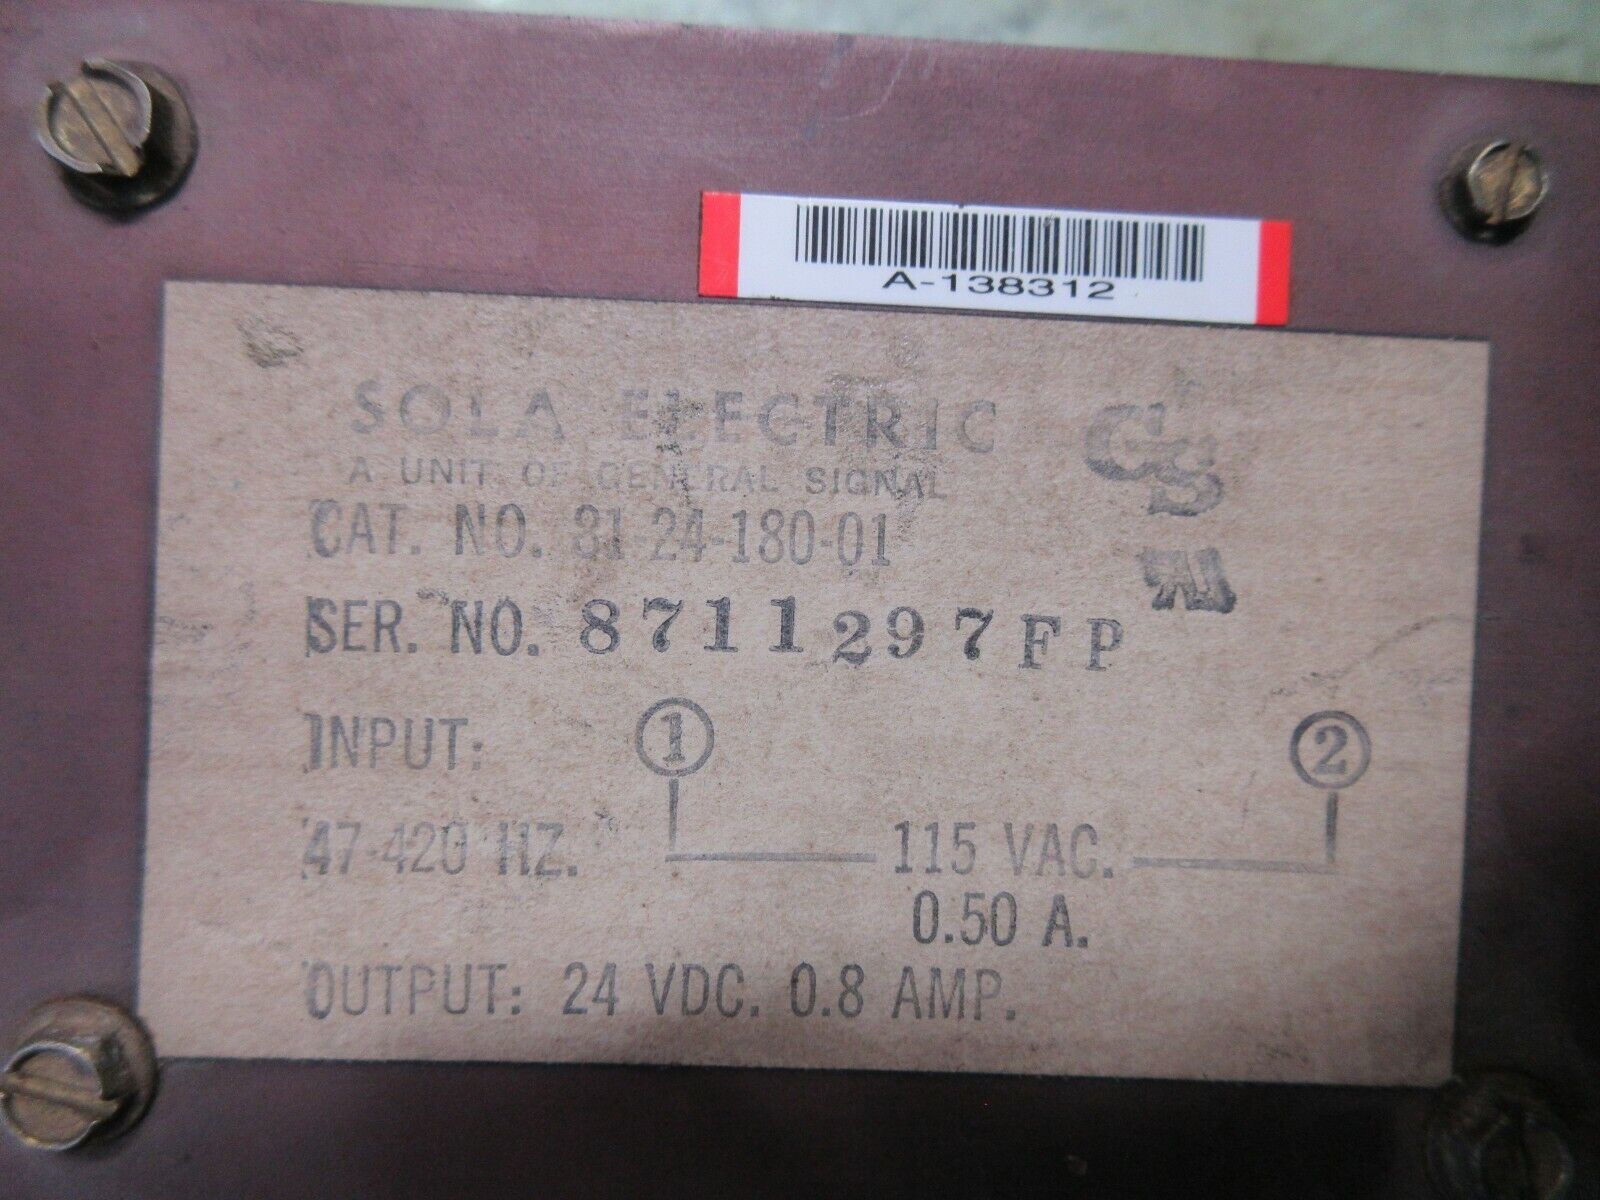 A-138312
SOLA ELECTRIC
A UNIT OF GENERAL SIGNAL
CAT. NO. 81-24-180-01
SER. NO. 8711297FP
INPUT: 1 2
47-420 HZ. 115 VAC.
0.50 A.
OUTPUT: 24 VDC. 0.8 AMP.